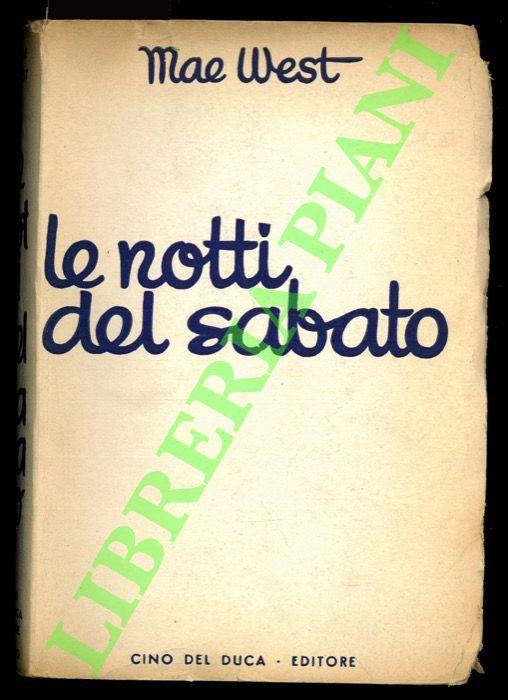 Mae West
le notti
del sabato
CINO DEL DUCA - EDITORE
LIBRERIA PIANI